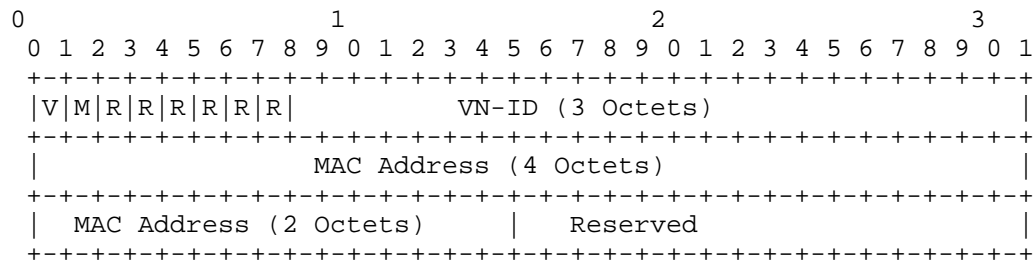 0                   1                   2                   3
 0 1 2 3 4 5 6 7 8 9 0 1 2 3 4 5 6 7 8 9 0 1 2 3 4 5 6 7 8 9 0 1
 +-+-+-+-+-+-+-+-+-+-+-+-+-+-+-+-+-+-+-+-+-+-+-+-+-+-+-+-+-+-+-+
 |V|M|R|R|R|R|R|R|          VN-ID (3 Octets)                   |
 +-+-+-+-+-+-+-+-+-+-+-+-+-+-+-+-+-+-+-+-+-+-+-+-+-+-+-+-+-+-+-+
 |                 MAC Address (4 Octets)                      |
 +-+-+-+-+-+-+-+-+-+-+-+-+-+-+-+-+-+-+-+-+-+-+-+-+-+-+-+-+-+-+-+
 |  MAC Address (2 Octets)     |   Reserved                    |
 +-+-+-+-+-+-+-+-+-+-+-+-+-+-+-+-+-+-+-+-+-+-+-+-+-+-+-+-+-+-+-+